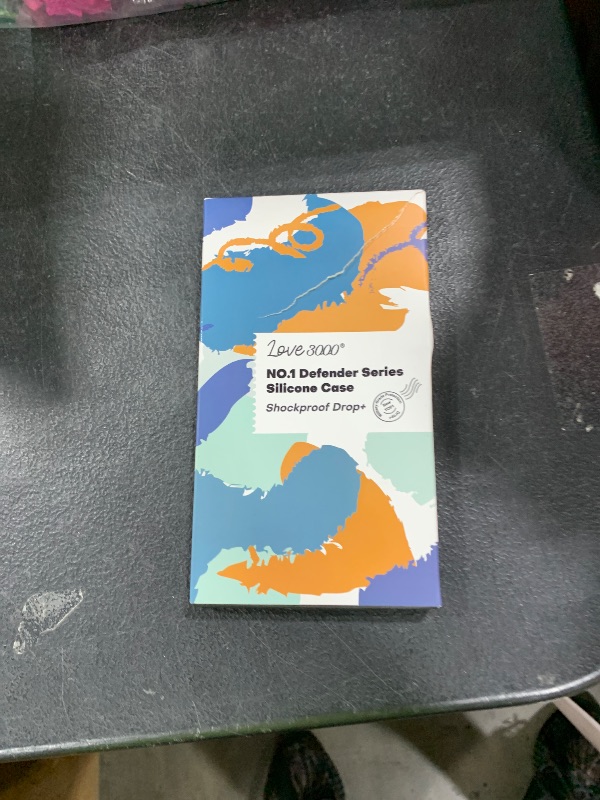 Love 3000®
NO.1 Defender Series
Silicone Case
Shockproof Drop+